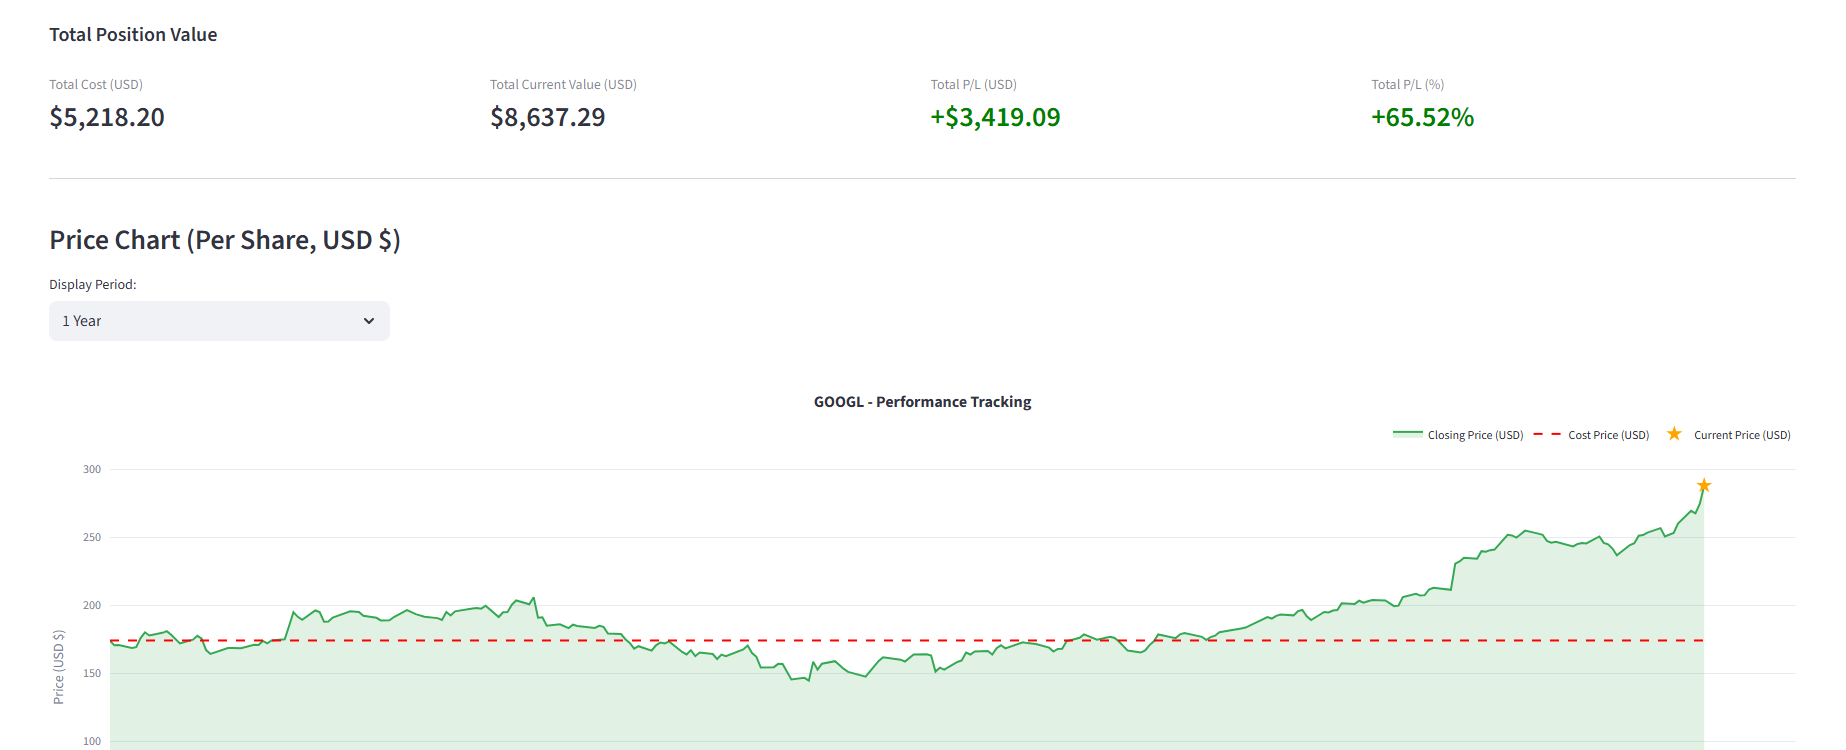 Total Position Value
Total Cost (USD)
$5,218.20
Total Current Value (USD)
$8,637.29
Total P/L (USD)
+$3,419.09
Total P/L (%)
+65.52%
Price Chart (Per Share, USD $)
Display Period:
1 Year
GOOGL - Performance Tracking
Closing Price (USD)
Cost Price (USD)
Current Price (USD)
300
250
200
150
100
Price (USD $)